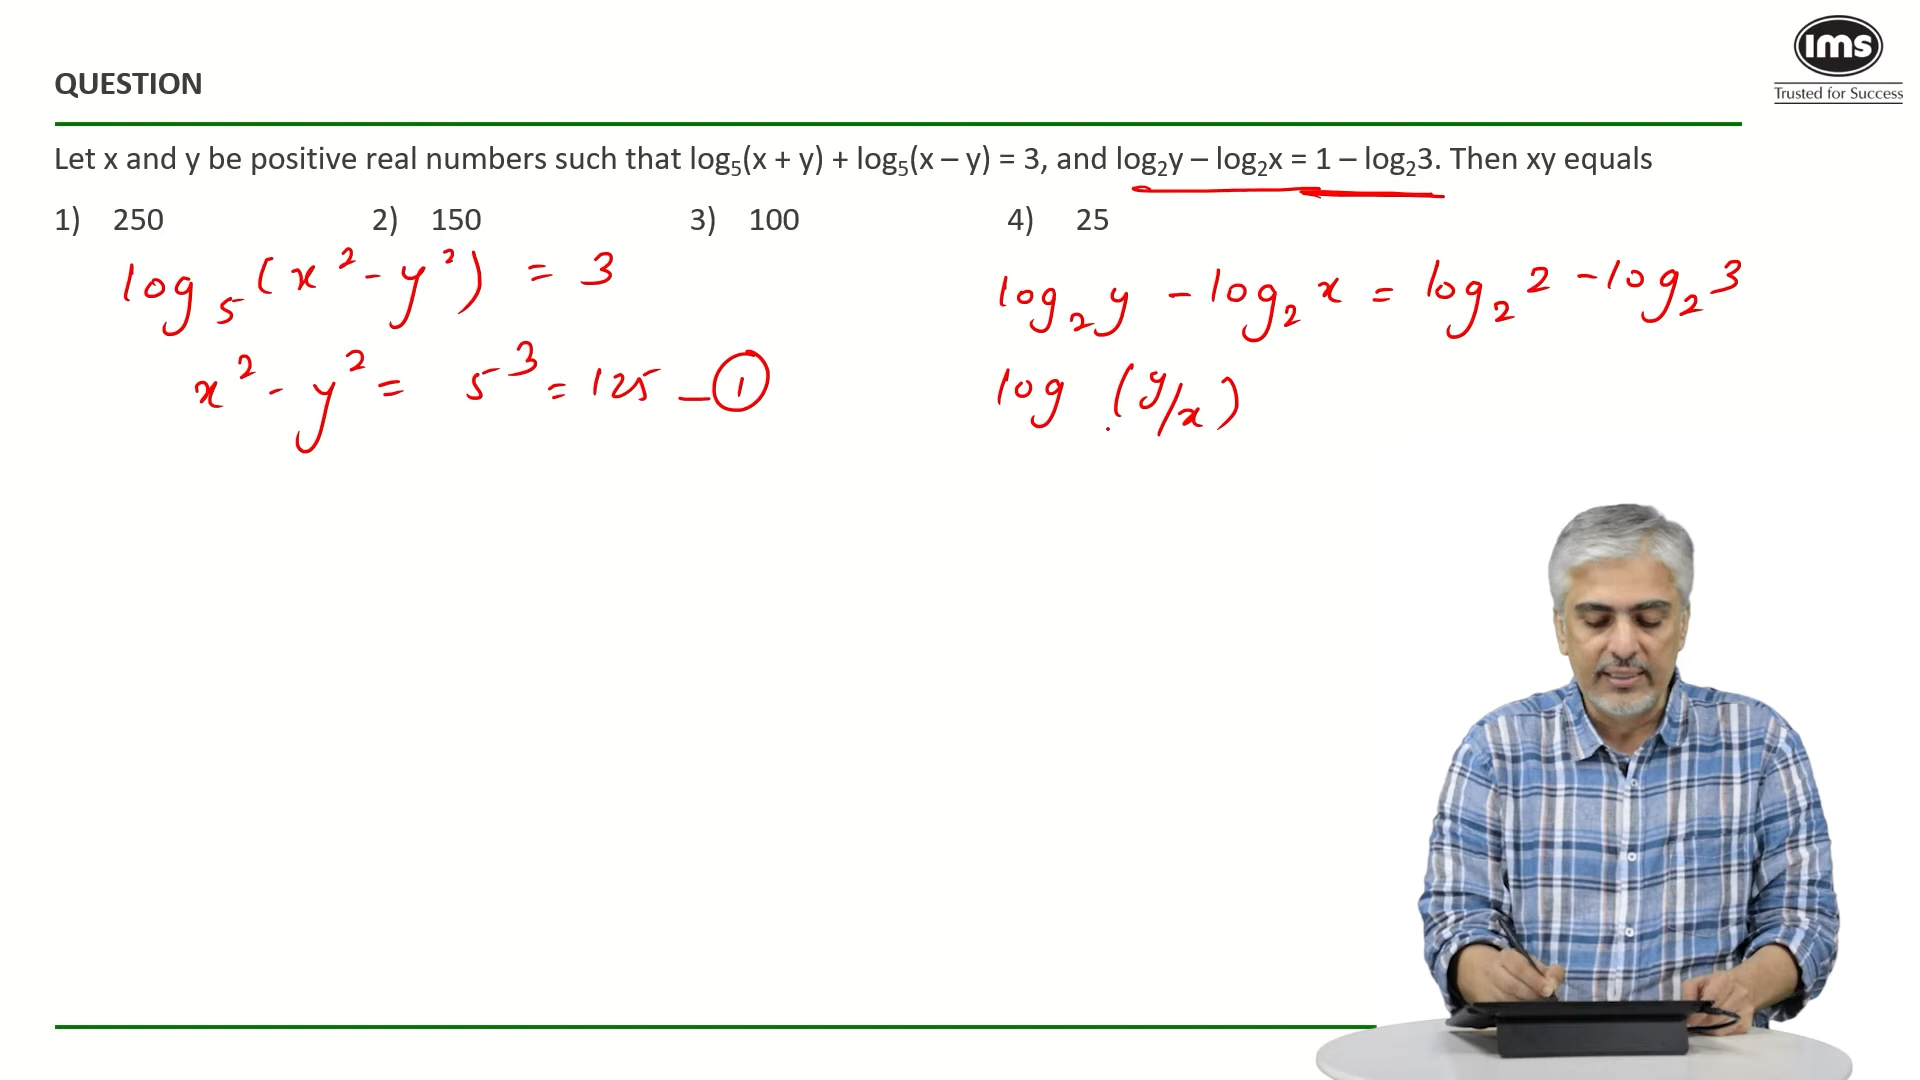 ims
Trusted for Success
QUESTION
Let x and y be positive real numbers such that log₅(x + y) + log₅(x – y) = 3, and log₂y – log₂x = 1 – log₂3. Then xy equals
1) 250 2) 150 3) 100 4) 25
log₅(x² - y²) = 3
x² - y² = 5³ = 125 — ①
log₂y - log₂x = log₂2 - log₂3
log (y/x)